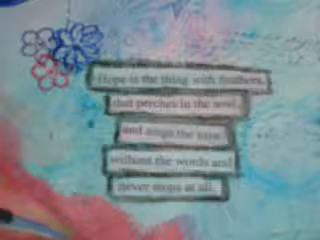 Hope is the thing with feathers,
that perches in the soul,
and sings the tune
without the words and
never stops at all.